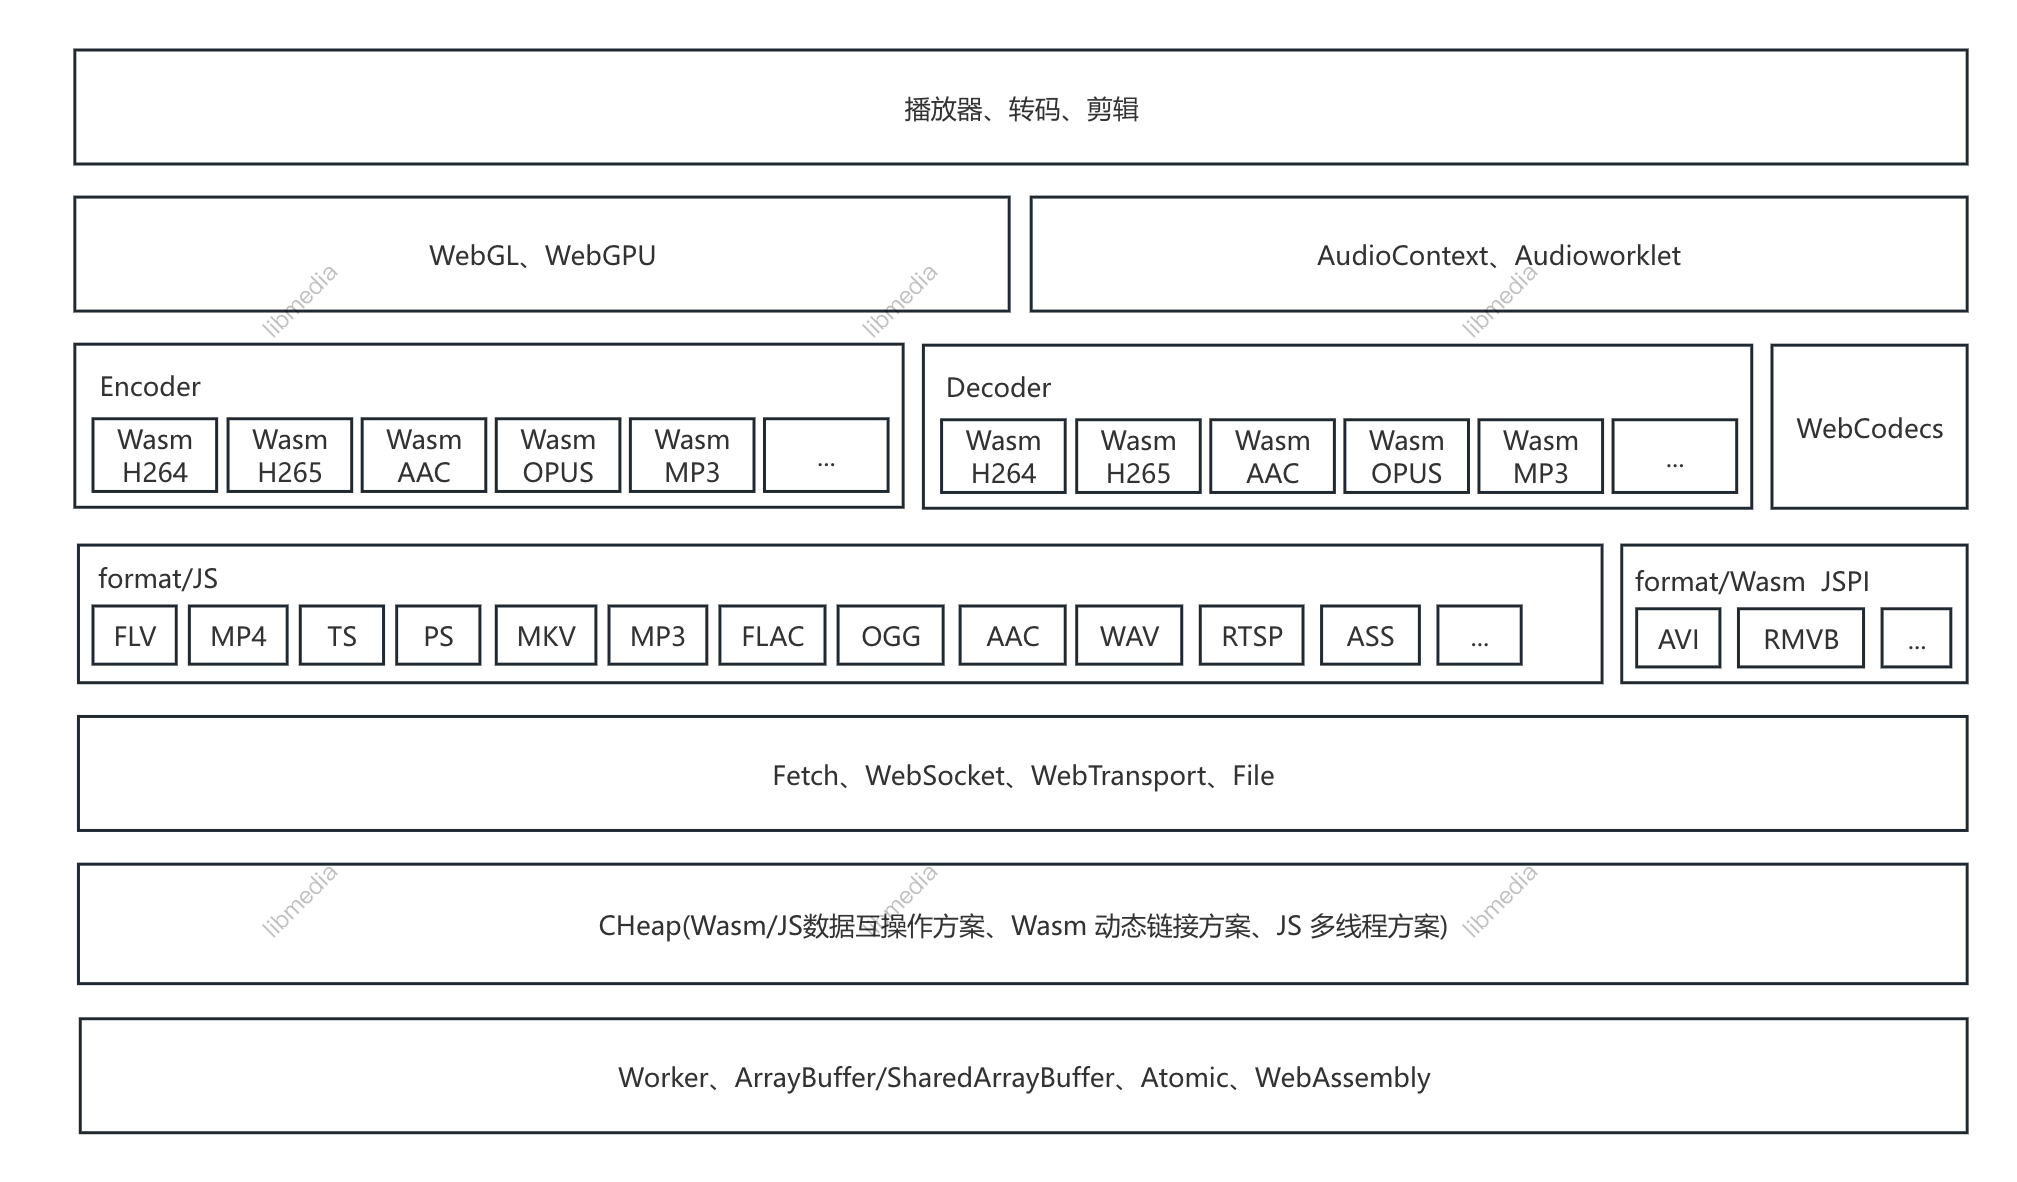 播放器、转码、剪辑
WebGL、WebGPU
AudioContext、Audioworklet
libmedia
libmedia
libmedia
Encoder
Wasm
H264
Wasm
H265
Wasm
AAC
Wasm
OPUS
Wasm
MP3
...
Decoder
Wasm
H264
Wasm
H265
Wasm
AAC
Wasm
OPUS
Wasm
MP3
...
WebCodecs
format/JS
FLV
MP4
TS
PS
MKV
MP3
FLAC
OGG
AAC
WAV
RTSP
ASS
...
format/Wasm JSPI
AVI
RMVB
...
Fetch、WebSocket、WebTransport、File
libmedia
libmedia
libmedia
CHeap(Wasm/JS数据互操作方案、Wasm 动态链接方案、JS 多线程方案)
Worker、ArrayBuffer/SharedArrayBuffer、Atomic、WebAssembly